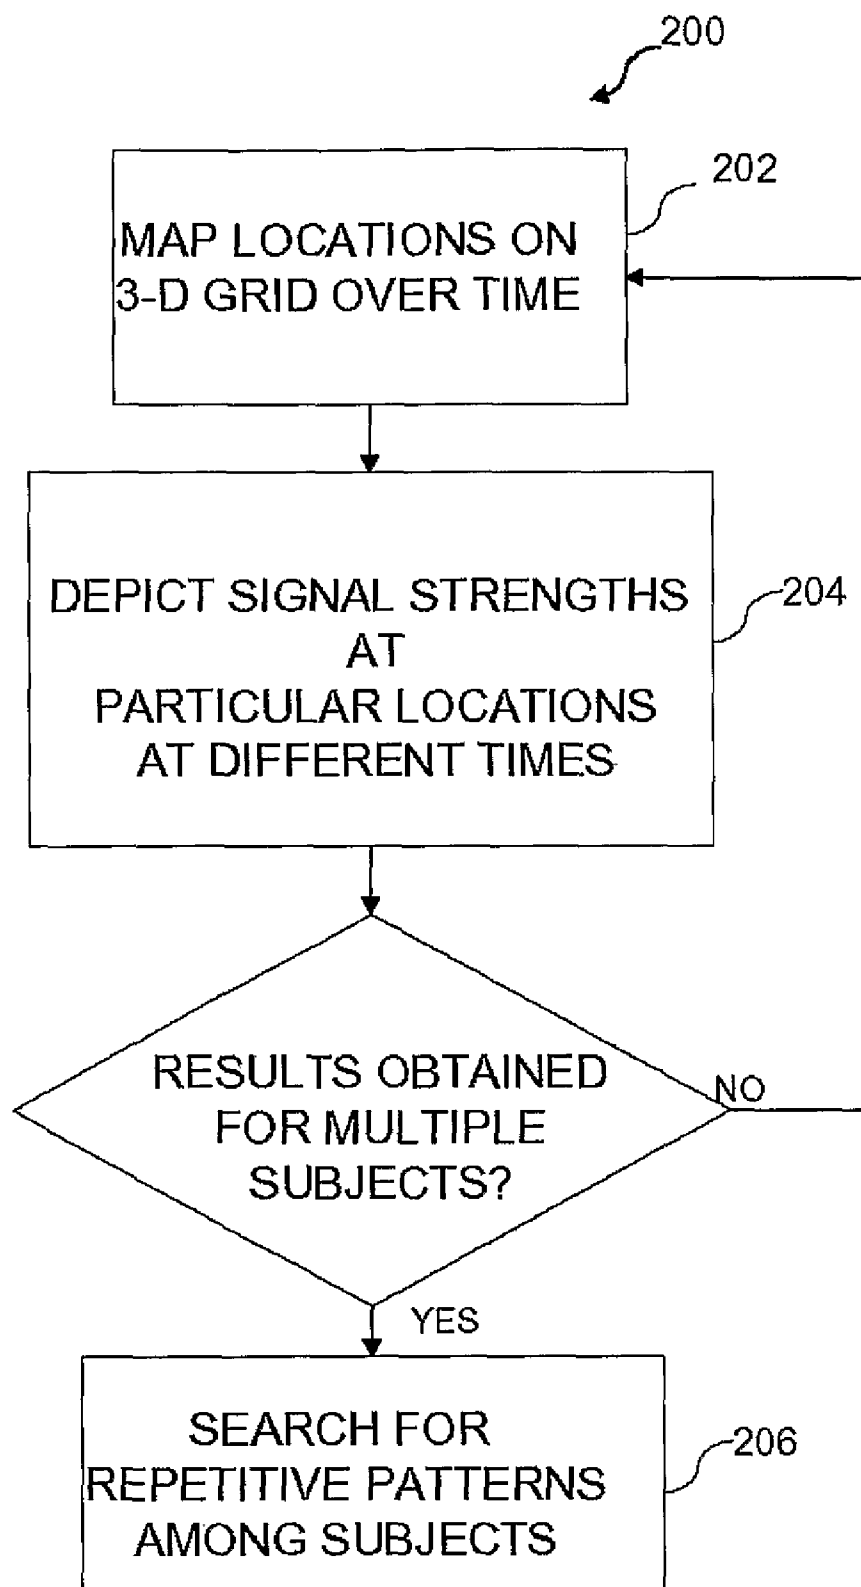 200
202
MAP LOCATIONS ON
3-D GRID OVER TIME
DEPICT SIGNAL STRENGTHS
AT
PARTICULAR LOCATIONS
AT DIFFERENT TIMES
204
RESULTS OBTAINED
FOR MULTIPLE
SUBJECTS?
NO
YES
SEARCH FOR
REPETITIVE PATTERNS
AMONG SUBJECTS
206